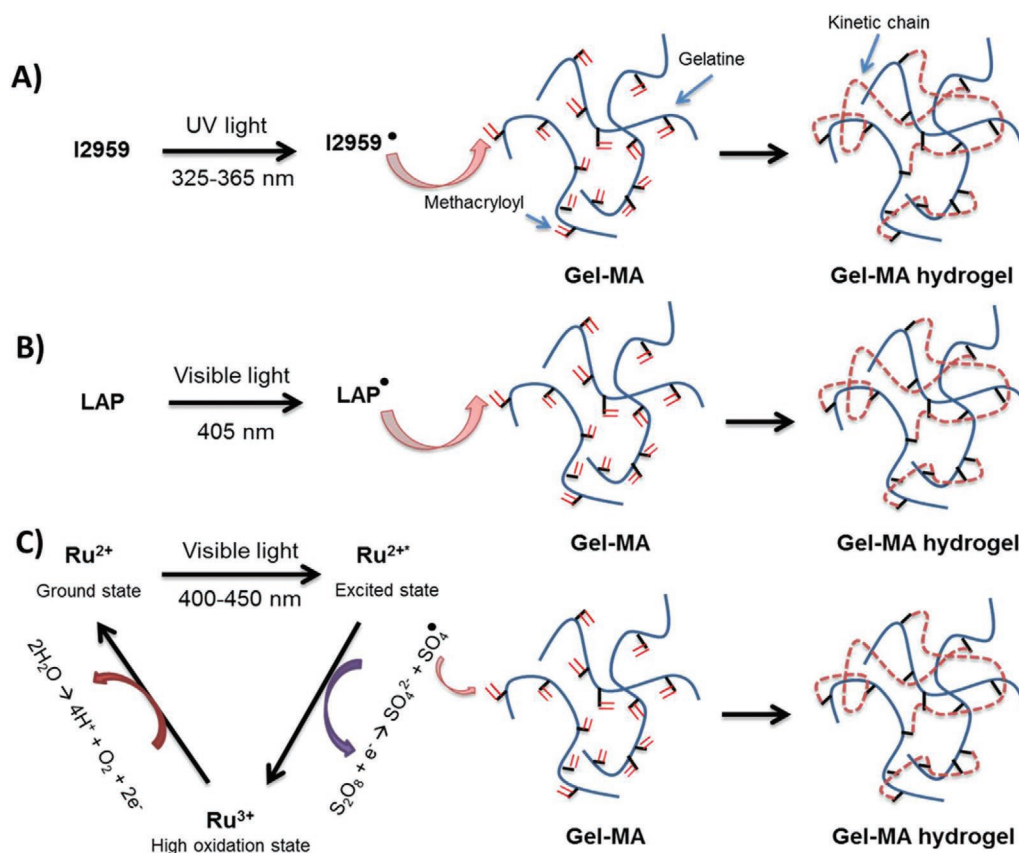 A)
I2959
UV light
325-365 nm
I2959•
Methacryloyl
Gelatine
Gel-MA
Kinetic chain
Gel-MA hydrogel
B)
LAP
Visible light
405 nm
LAP•
Gel-MA
Gel-MA hydrogel
C)
Ru²⁺
Ground state
Visible light
400-450 nm
Ru²⁺*
Excited state
2H₂O → 4H⁺ + O₂ + 2e⁻
S₂O₈ + e⁻ → SO₄²⁻ + SO₄•
Ru³⁺
High oxidation state
Gel-MA
Gel-MA hydrogel